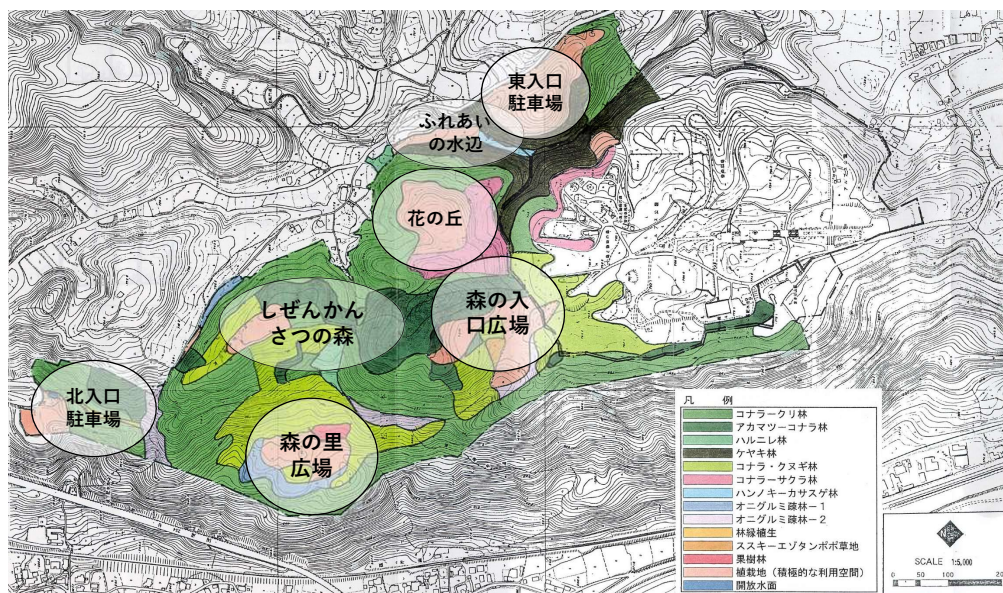 東入口
駐車場
ふれあい
の水辺
花の丘
森の入
口広場
しぜんかん
さつの森
北入口
駐車場
森の里
広場
凡 例
コナラークリ林
アカマツーコナラ林
ハルニレ林
ケヤキ林
コナラ・クヌギ林
コナラーサクラ林
ハンノキーカサスゲ林
オニグルミ疎林－1
オニグルミ疎林－2
林縁植生
ススキーエゾタンポポ草地
果樹林
植栽地（積極的な利用空間）
開放水面
N
SCALE 1:5,000
0 50 100 20